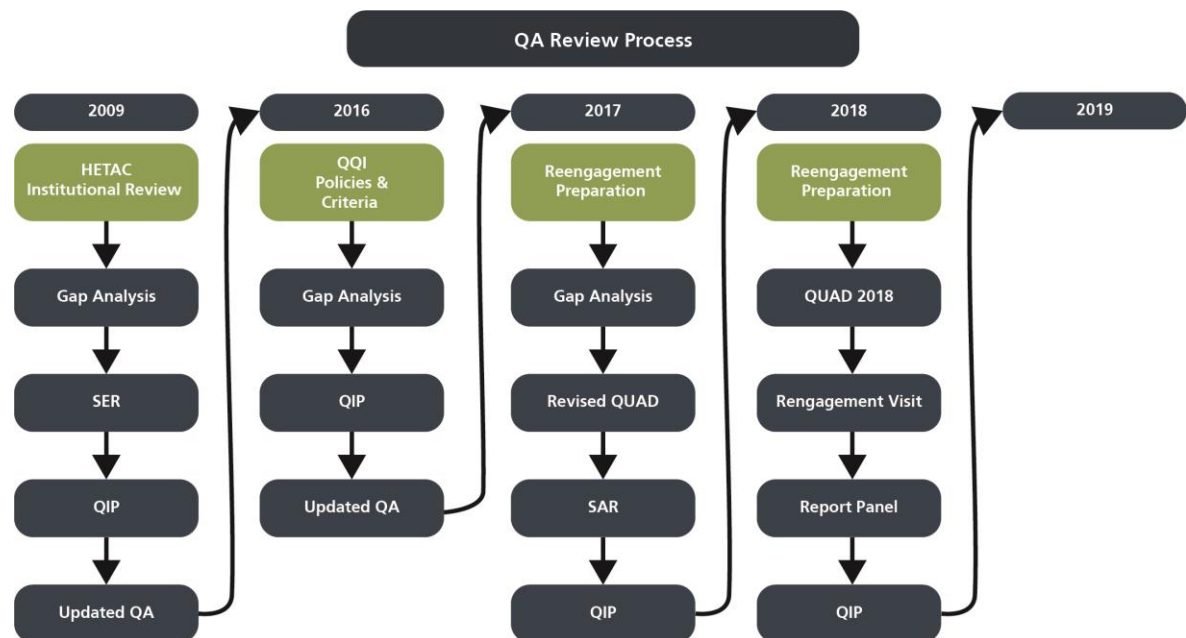 QA Review Process
2009
HETAC
Institutional Review
Gap Analysis
SER
QIP
Updated QA
2016
QQI
Policies &
Criteria
Gap Analysis
QIP
Updated QA
2017
Reengagement
Preparation
Gap Analysis
Revised QUAD
SAR
QIP
2018
Reengagement
Preparation
QUAD 2018
Rengagement Visit
Report Panel
QIP
2019